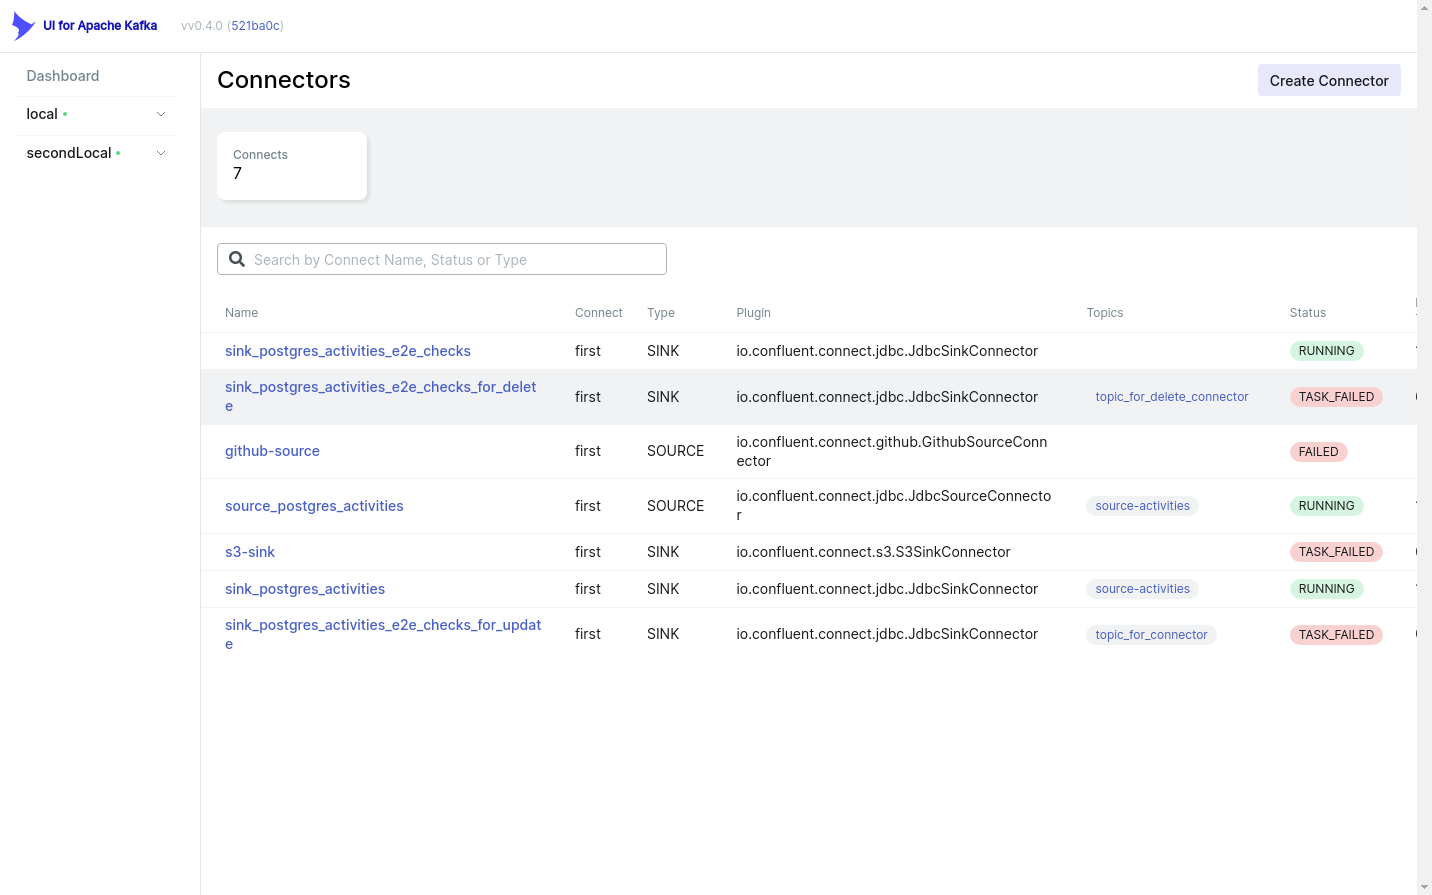 UI for Apache Kafka vv0.4.0 (521ba0c)
Dashboard
local
secondLocal
Connectors
Create Connector
Connects
7
Search by Connect Name, Status or Type
Name Connect Type Plugin Topics Status
sink_postgres_activities_e2e_checks first SINK io.confluent.connect.jdbc.JdbcSinkConnector RUNNING
sink_postgres_activities_e2e_checks_for_delet
e
first SINK io.confluent.connect.jdbc.JdbcSinkConnector topic_for_delete_connector TASK_FAILED
github-source first SOURCE
io.confluent.connect.github.GithubSourceConn
ector
FAILED
source_postgres_activities first SOURCE
io.confluent.connect.jdbc.JdbcSourceConnecto
r
source-activities RUNNING
s3-sink first SINK io.confluent.connect.s3.S3SinkConnector TASK_FAILED
sink_postgres_activities first SINK io.confluent.connect.jdbc.JdbcSinkConnector source-activities RUNNING
sink_postgres_activities_e2e_checks_for_updat
e
first SINK io.confluent.connect.jdbc.JdbcSinkConnector topic_for_connector TASK_FAILED